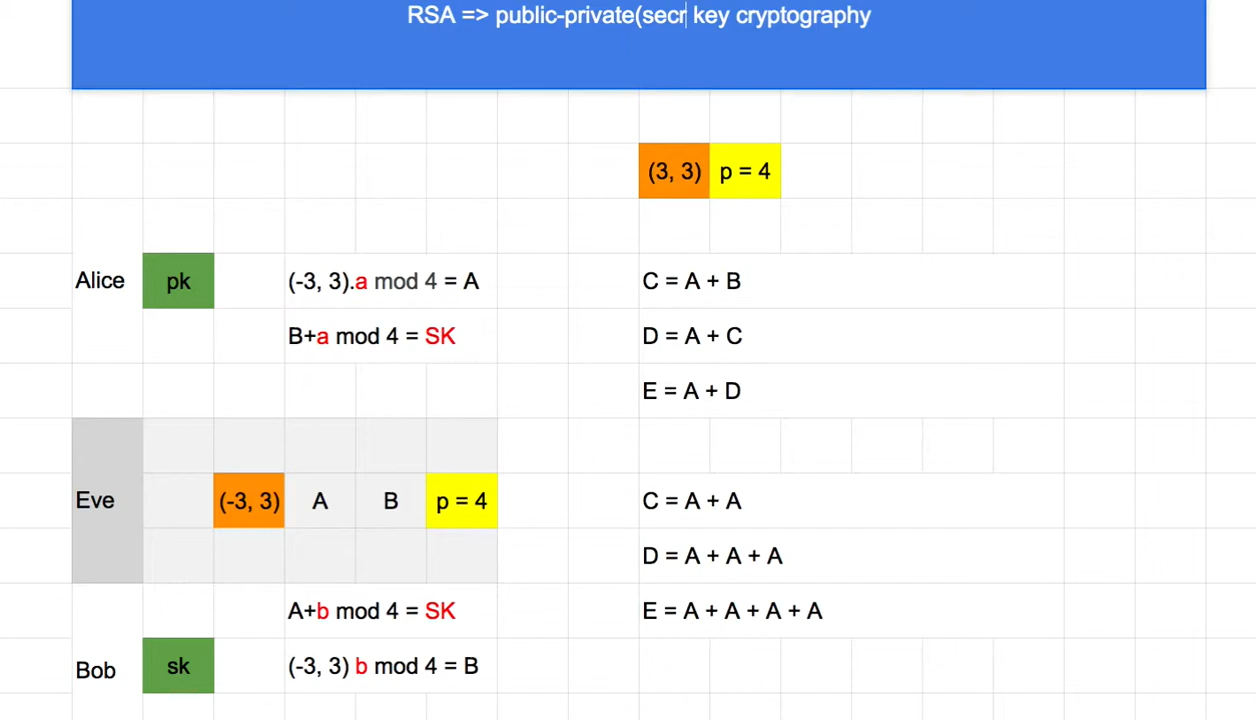 RSA => public-private(secr key cryptography
(3, 3) p = 4
Alice pk (-3, 3).a mod 4 = A C = A + B
B+a mod 4 = SK D = A + C
E = A + D
Eve (-3, 3) A B p = 4 C = A + A
D = A + A + A
A+b mod 4 = SK E = A + A + A + A
Bob sk (-3, 3) b mod 4 = B